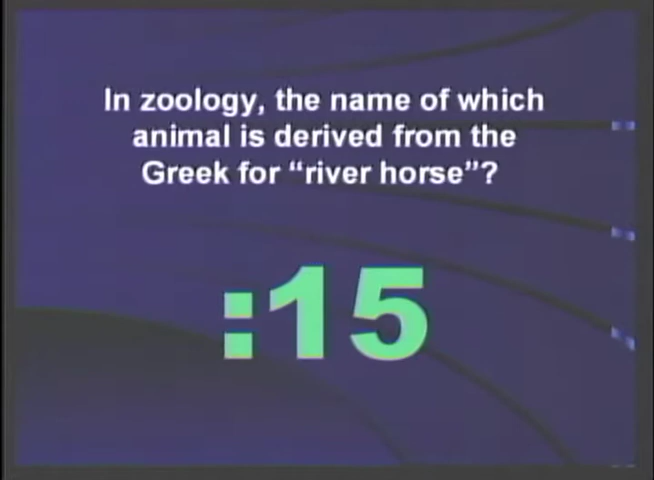 In zoology, the name of which
animal is derived from the
Greek for “river horse”?
:15